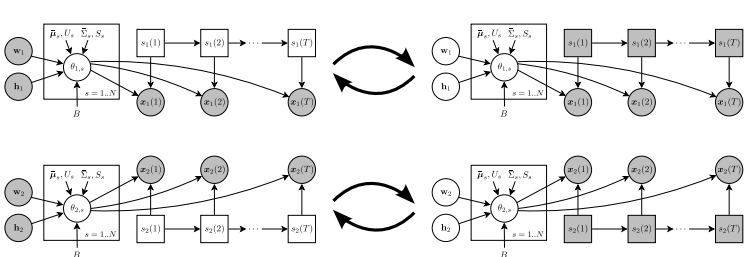 w₁ h₁ μ̄ₛ, Uₛ Σ̄ₛ, Sₛ θ₁,ₛ s = 1..N B s₁(1) s₁(2) ··· s₁(T) x₁(1) x₁(2) x₁(T)
w₁ h₁ μ̄ₛ, Uₛ Σ̄ₛ, Sₛ θ₁,ₛ s = 1..N B s₁(1) s₁(2) ··· s₁(T) x₁(1) x₁(2) x₁(T)
w₂ h₂ μ̄ₛ, Uₛ Σ̄ₛ, Sₛ θ₂,ₛ s = 1..N B x₂(1) x₂(2) x₂(T) s₂(1) s₂(2) ··· s₂(T)
w₂ h₂ μ̄ₛ, Uₛ Σ̄ₛ, Sₛ θ₂,ₛ s = 1..N B x₂(1) x₂(2) x₂(T) s₂(1) s₂(2) ··· s₂(T)